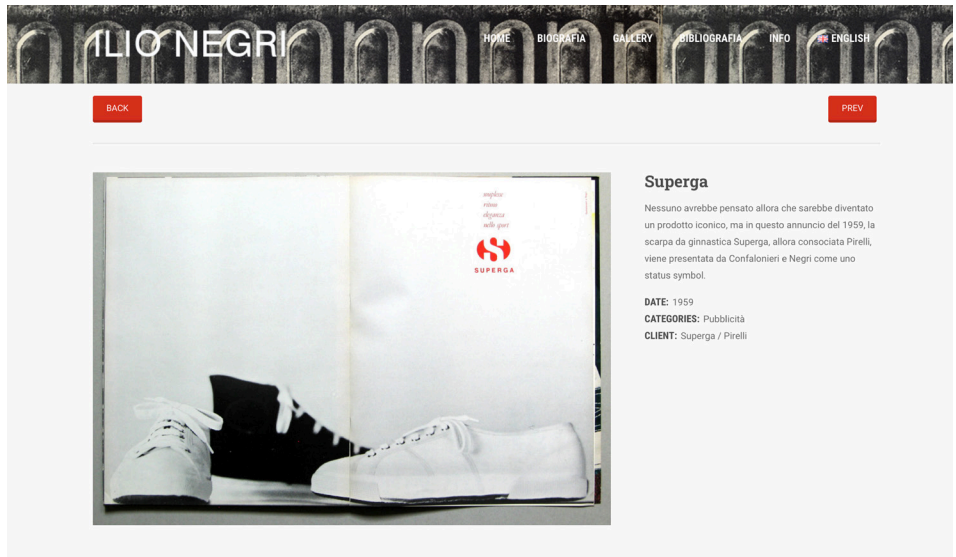 ILIO NEGRI
HOME BIOGRAFIA GALLERY BIBLIOGRAFIA INFO ENGLISH
BACK
PREV
semplice
ritmo
eleganza
nello sport
SUPERGA
Superga
Nessuno avrebbe pensato allora che sarebbe diventato
un prodotto iconico, ma in questo annuncio del 1959, la
scarpa da ginnastica Superga, allora consociata Pirelli,
viene presentata da Confalonieri e Negri come uno
status symbol.
DATE: 1959
CATEGORIES: Pubblicità
CLIENT: Superga / Pirelli